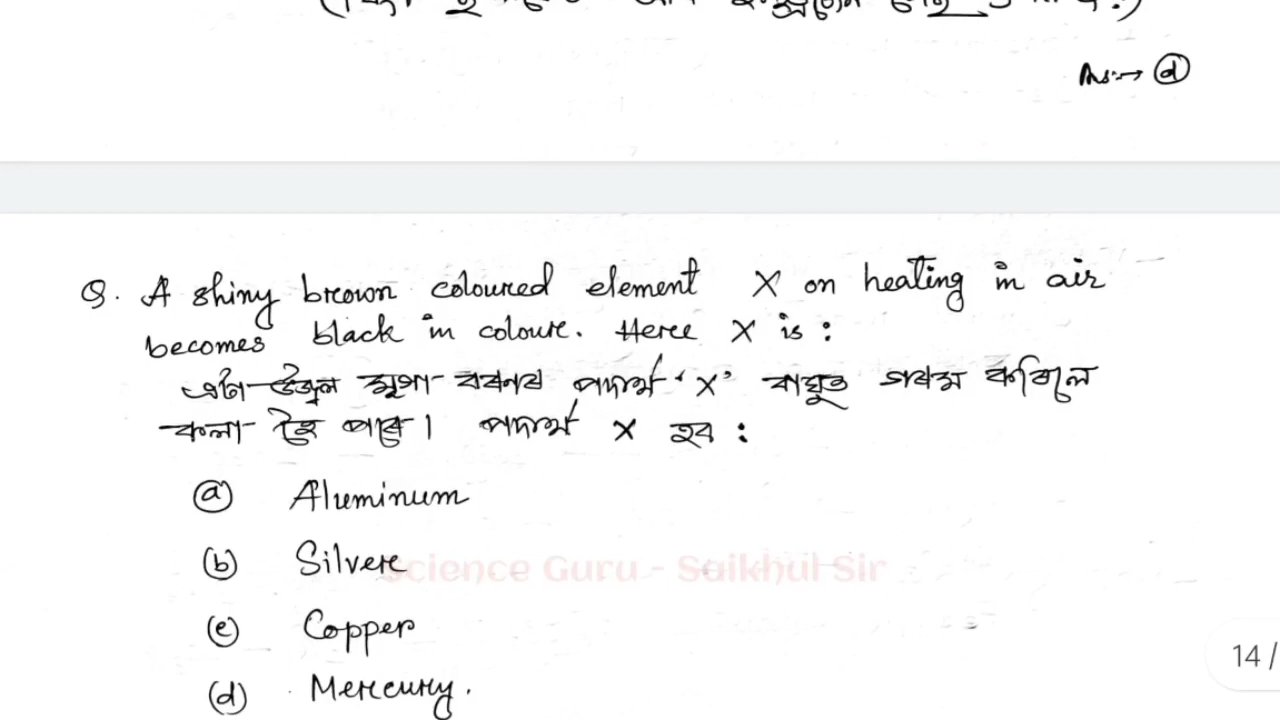 Ans:→ (d)
Q. A shiny brown coloured element X on heating in air
becomes black in colour. Here X is :
এটা উজ্বল মুগা বৰণৰ পদাৰ্থ 'X' বায়ুত গৰম কৰিলে
কলা হৈ পৰে। পদাৰ্থ X হব :
(a) Aluminum
(b) Silver
Science Guru - Saikhul Sir
(c) Copper
(d) Mercury.
14 /